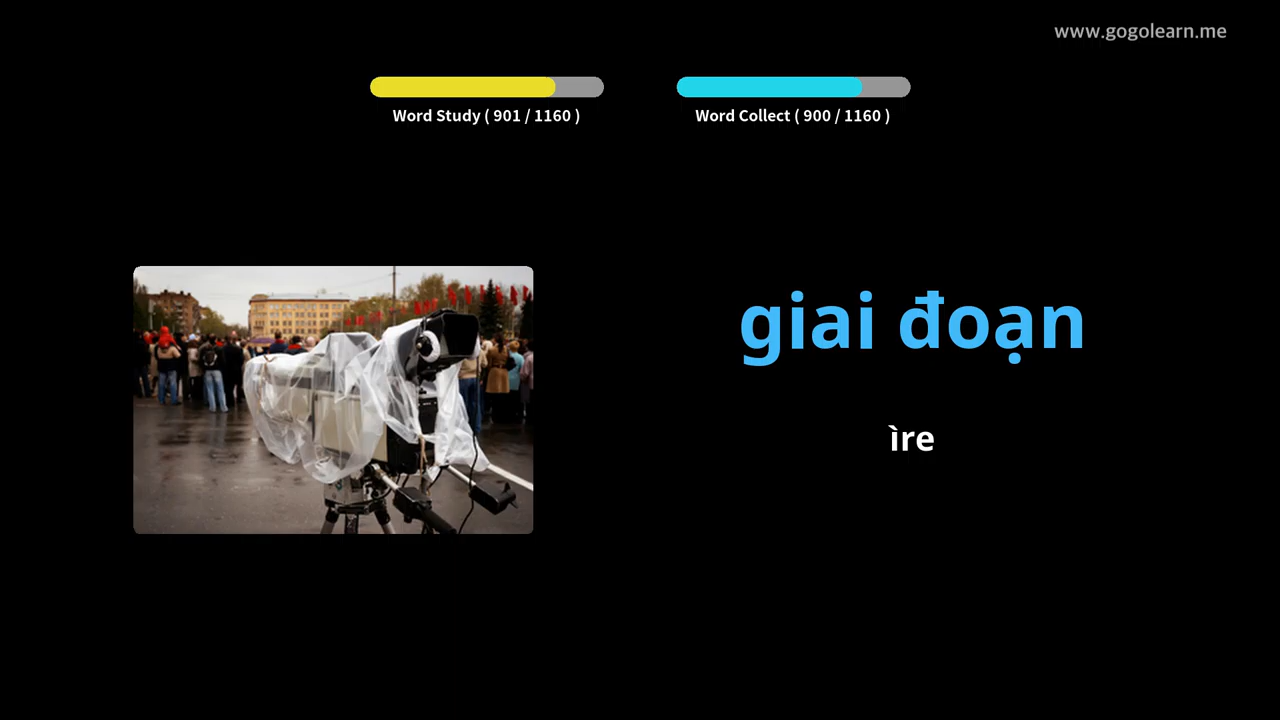 www.gogolearn.me
Word Study ( 901 / 1160 )
Word Collect ( 900 / 1160 )
giai đoạn
ìre